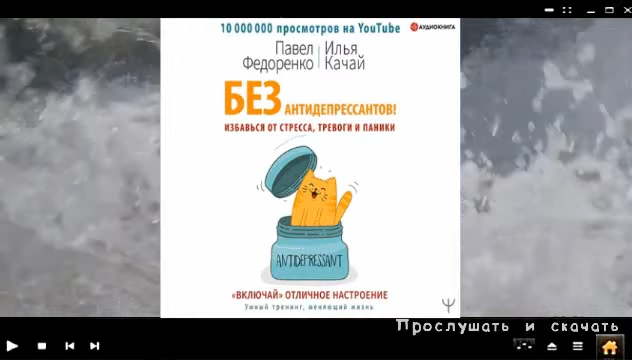 10 000 000 просмотров на YouTube
АУДИОКНИГА
Павел Федоренко
Илья Качай
БЕЗ АНТИДЕПРЕССАНТОВ!
ИЗБАВЬСЯ ОТ СТРЕССА, ТРЕВОГИ И ПАНИКИ
ANTIDEPRESSANT
«ВКЛЮЧАЙ» ОТЛИЧНОЕ НАСТРОЕНИЕ
Умный тренинг, меняющий жизнь
Прослушать и скачать